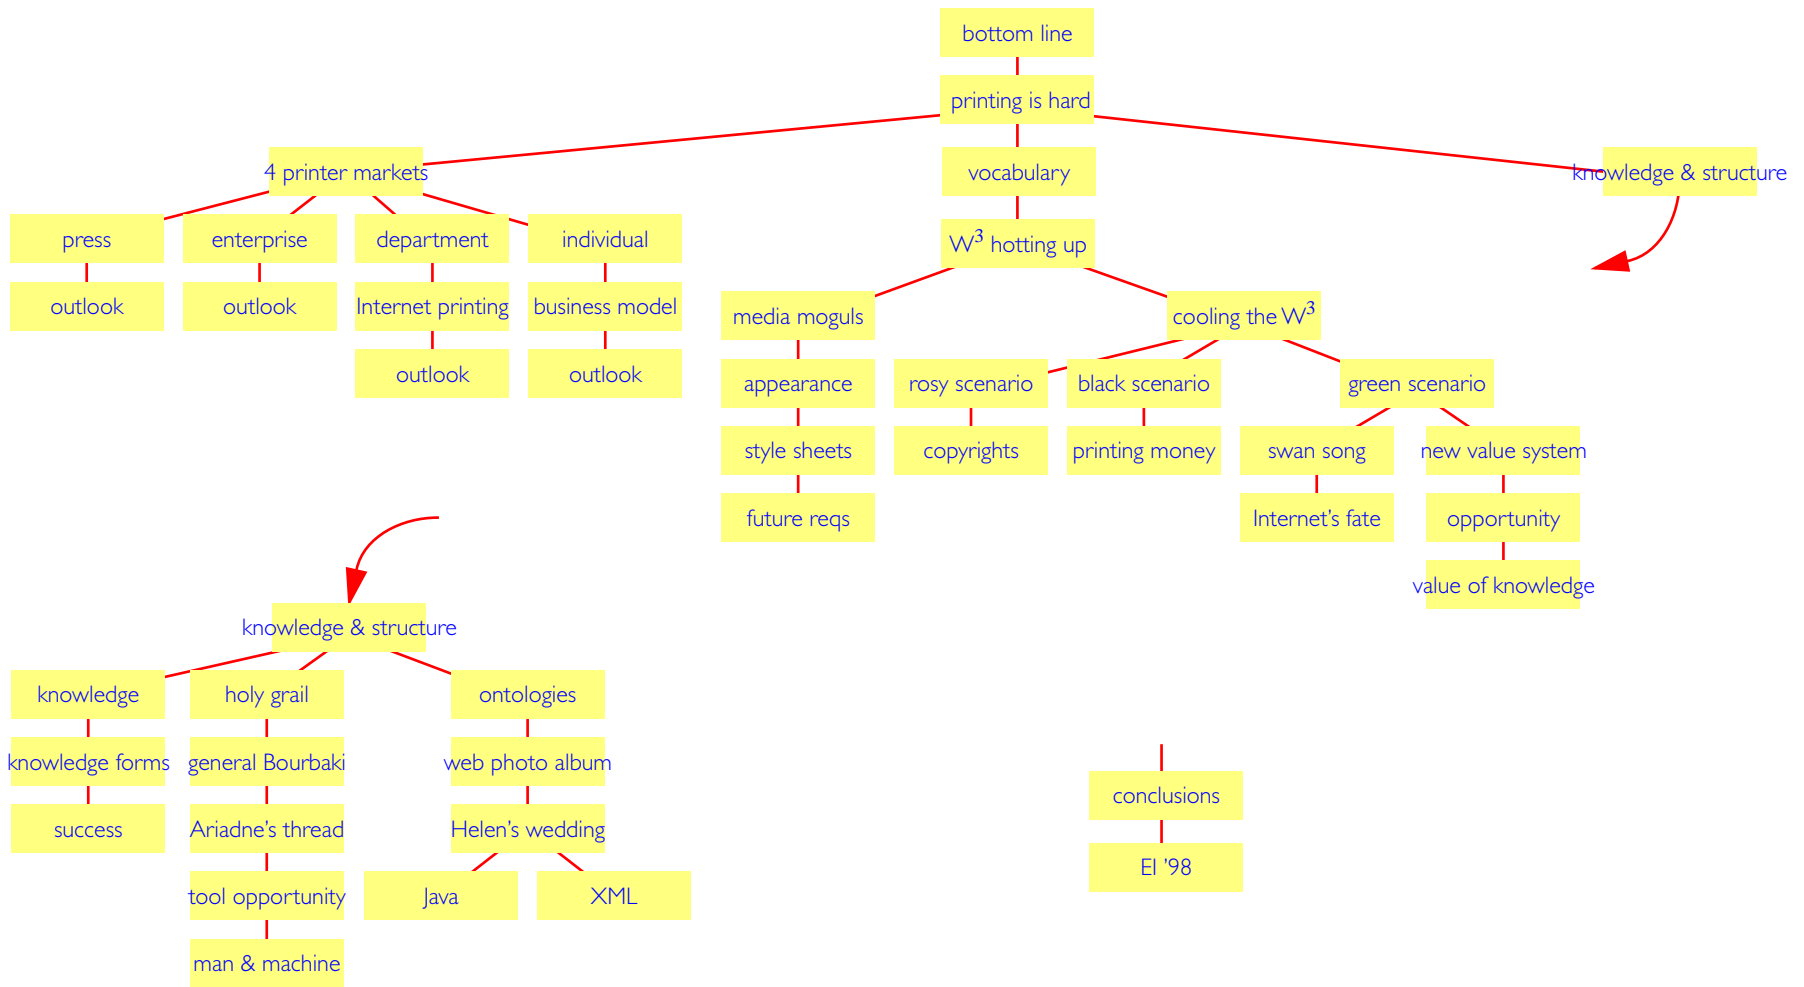 bottom line
printing is hard
4 printer markets
vocabulary
knowledge & structure
press
enterprise
department
individual
W³ hotting up
outlook
outlook
Internet printing
business model
media moguls
cooling the W³
outlook
outlook
appearance
rosy scenario
black scenario
green scenario
style sheets
copyrights
printing money
swan song
new value system
future reqs
Internet’s fate
opportunity
value of knowledge
knowledge & structure
knowledge
holy grail
ontologies
knowledge forms
general Bourbaki
web photo album
conclusions
success
Ariadne’s thread
Helen’s wedding
EI ’98
tool opportunity
Java
XML
man & machine